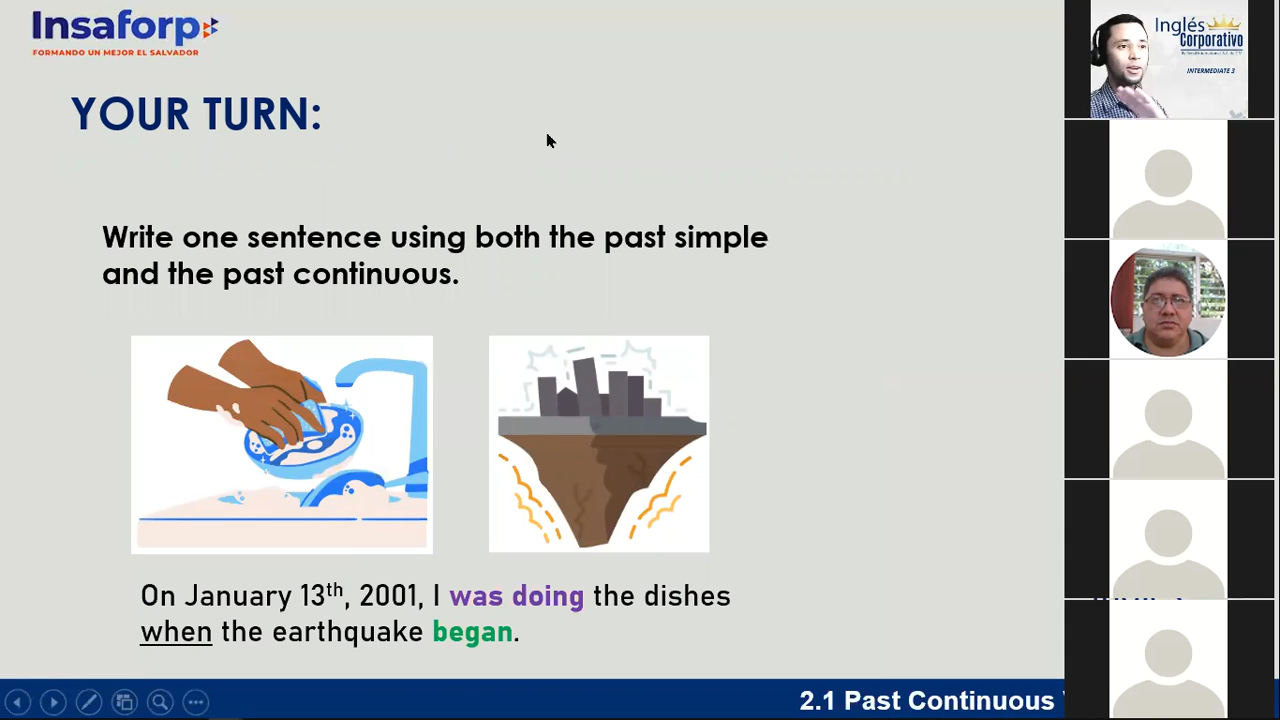 Insaforp
FORMANDO UN MEJOR EL SALVADOR
YOUR TURN:
Write one sentence using both the past simple
and the past continuous.
On January 13th, 2001, I was doing the dishes
when the earthquake began.
2.1 Past Continuous
Inglés
Corporativo
INTERMEDIATE 3